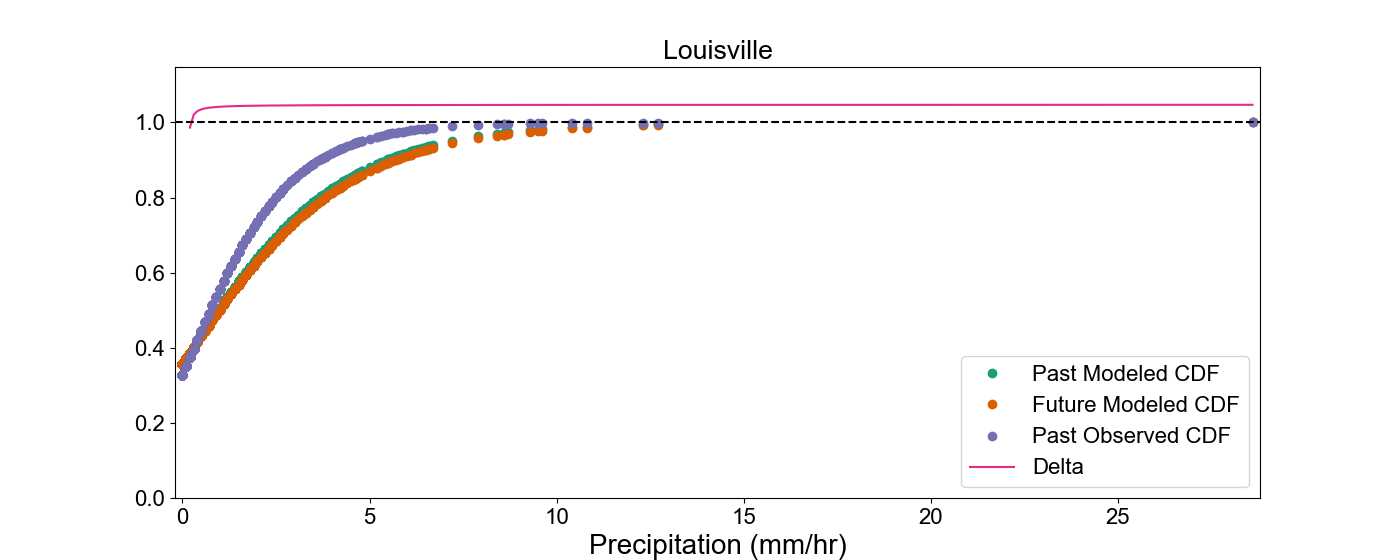 Louisville
1.0
0.8
0.6
0.4
0.2
0.0
0 5 10 15 20 25
Precipitation (mm/hr)
Past Modeled CDF
Future Modeled CDF
Past Observed CDF
Delta